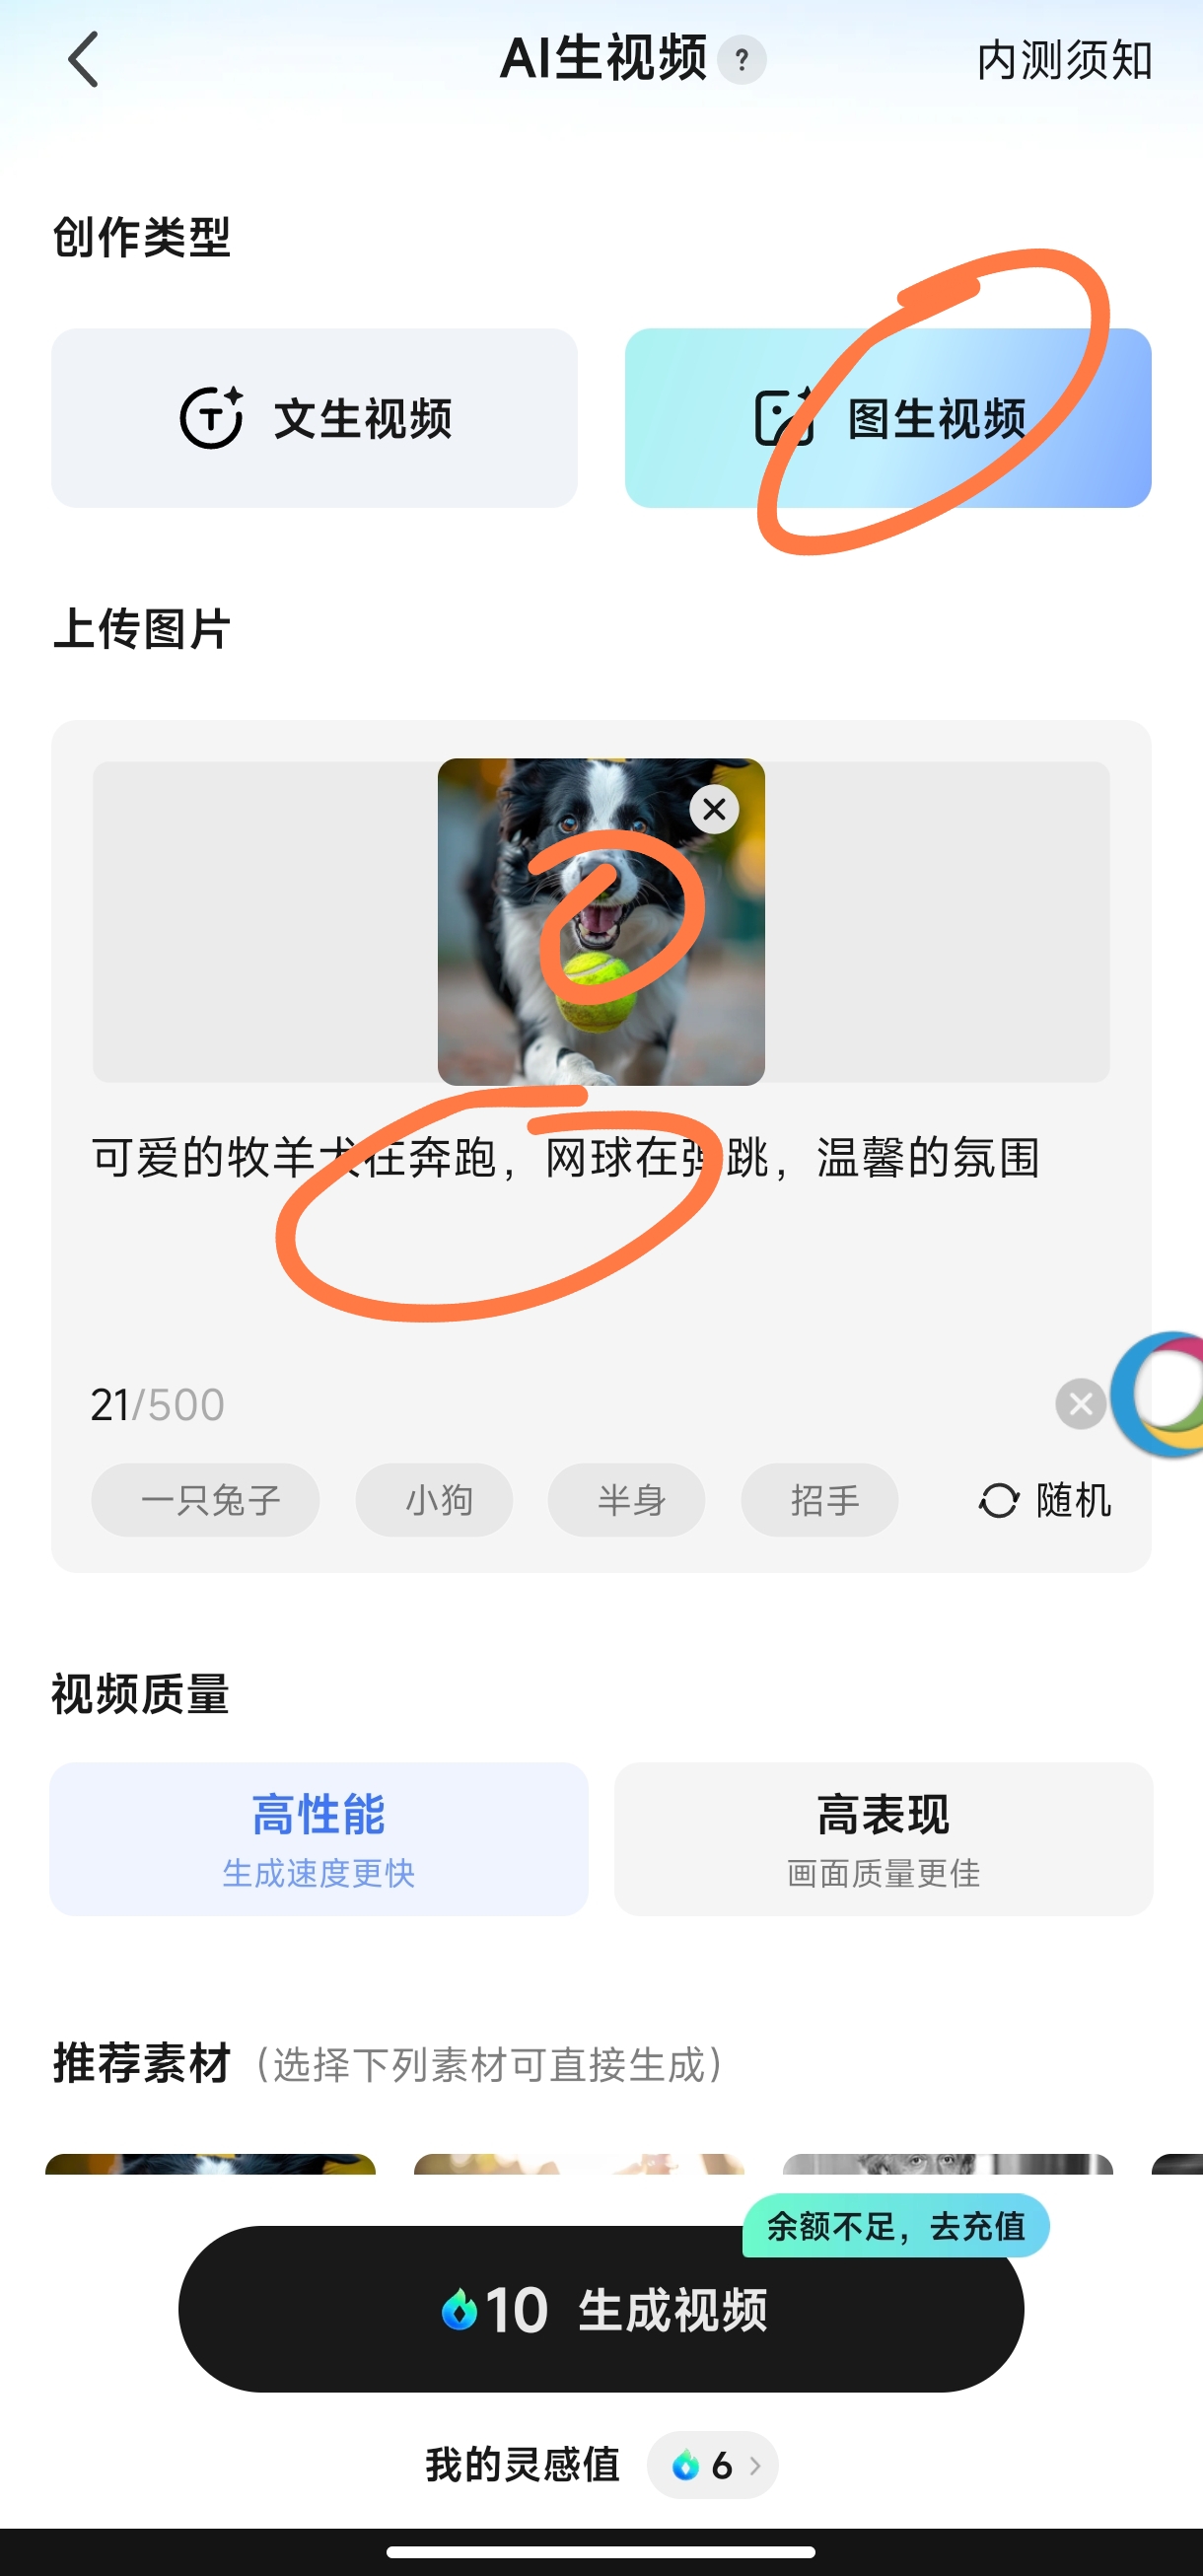 AI生视频 ? 内测须知
创作类型
T 文生视频 图生视频
上传图片
可爱的牧羊犬在奔跑，网球在弹跳，温馨的氛围
21/500
一只兔子 小狗 半身 招手 随机
视频质量
高性能 高表现
生成速度更快 画面质量更佳
推荐素材（选择下列素材可直接生成）
余额不足，去充值
10 生成视频
我的灵感值 6